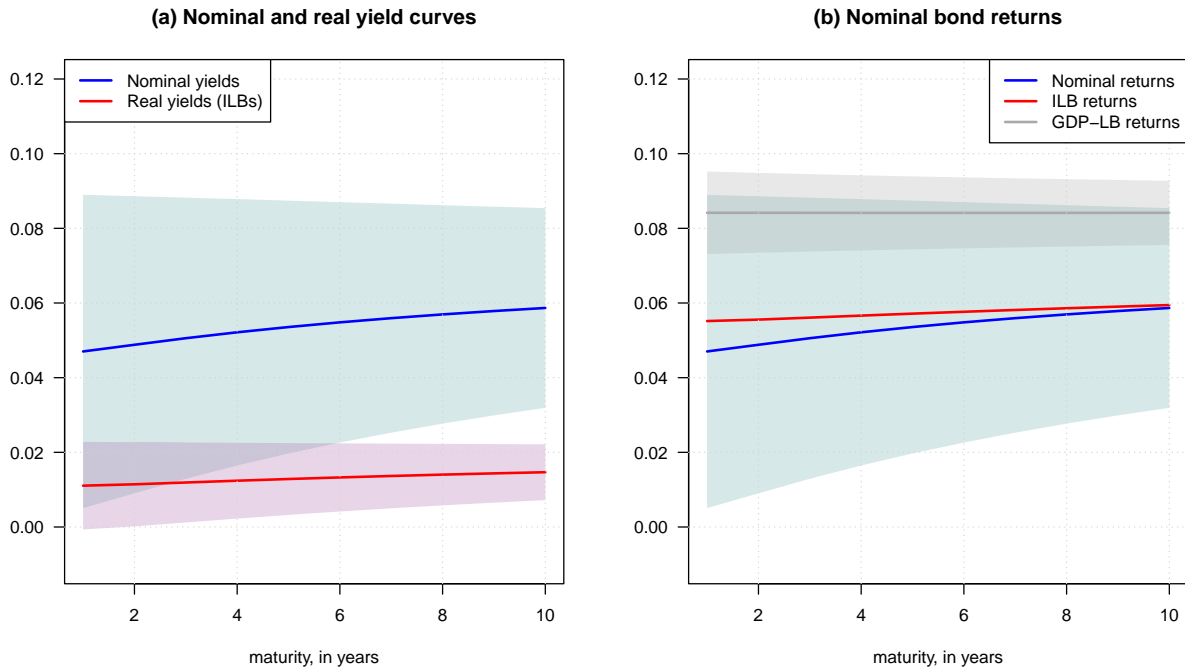 (a) Nominal and real yield curves
Nominal yields
Real yields (ILBs)
0.12
0.10
0.08
0.06
0.04
0.02
0.00
2
4
6
8
10
maturity, in years
(b) Nominal bond returns
Nominal returns
ILB returns
GDP−LB returns
0.12
0.10
0.08
0.06
0.04
0.02
0.00
2
4
6
8
10
maturity, in years